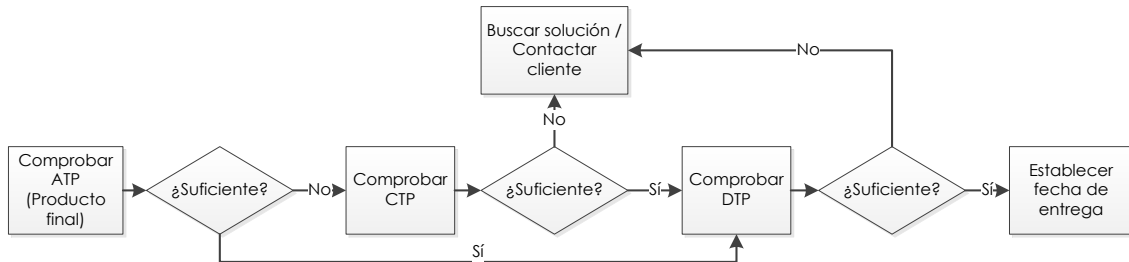 Buscar solución /
Contactar
cliente
No
No
Comprobar
ATP
(Producto
final)
¿Suficiente?
No
Comprobar
CTP
¿Suficiente?
Sí
Comprobar
DTP
¿Suficiente?
Sí
Establecer
fecha de
entrega
Sí